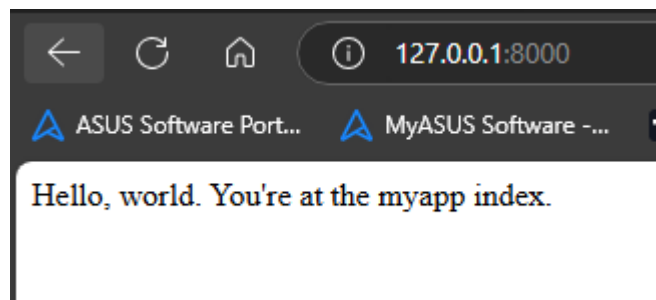 127.0.0.1:8000
ASUS Software Port... MyASUS Software -...
Hello, world. You're at the myapp index.